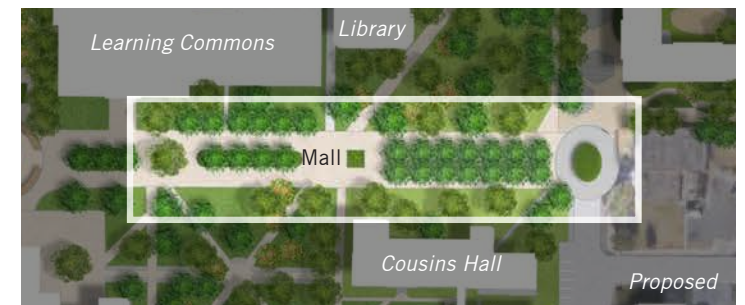 Library
Learning Commons
Mall
Cousins Hall
Proposed